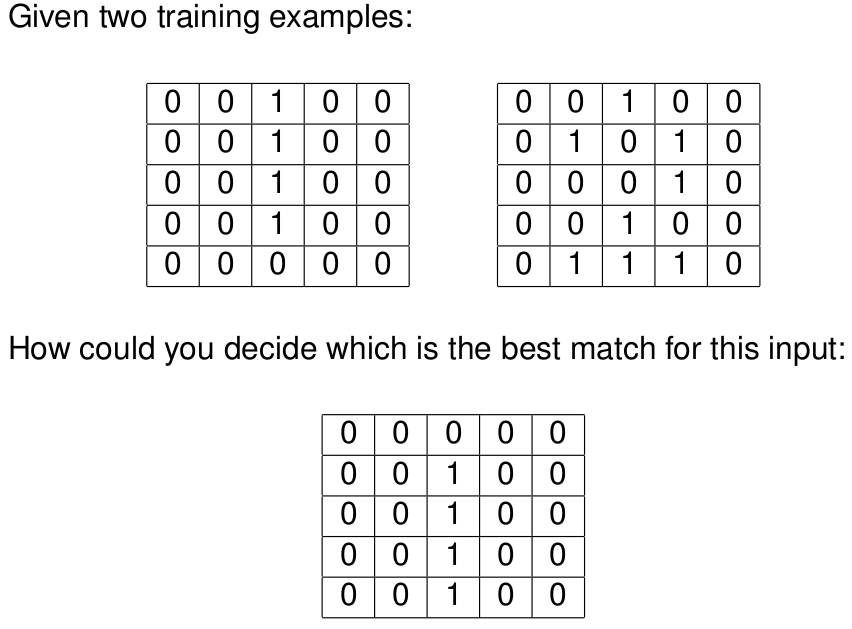 Given two training examples:
0 0 1 0 0 0 0 1 0 0
0 0 1 0 0 0 1 0 1 0
0 0 1 0 0 0 0 0 1 0
0 0 1 0 0 0 0 1 0 0
0 0 0 0 0 0 1 1 1 0
How could you decide which is the best match for this input:
0 0 0 0 0
0 0 1 0 0
0 0 1 0 0
0 0 1 0 0
0 0 1 0 0